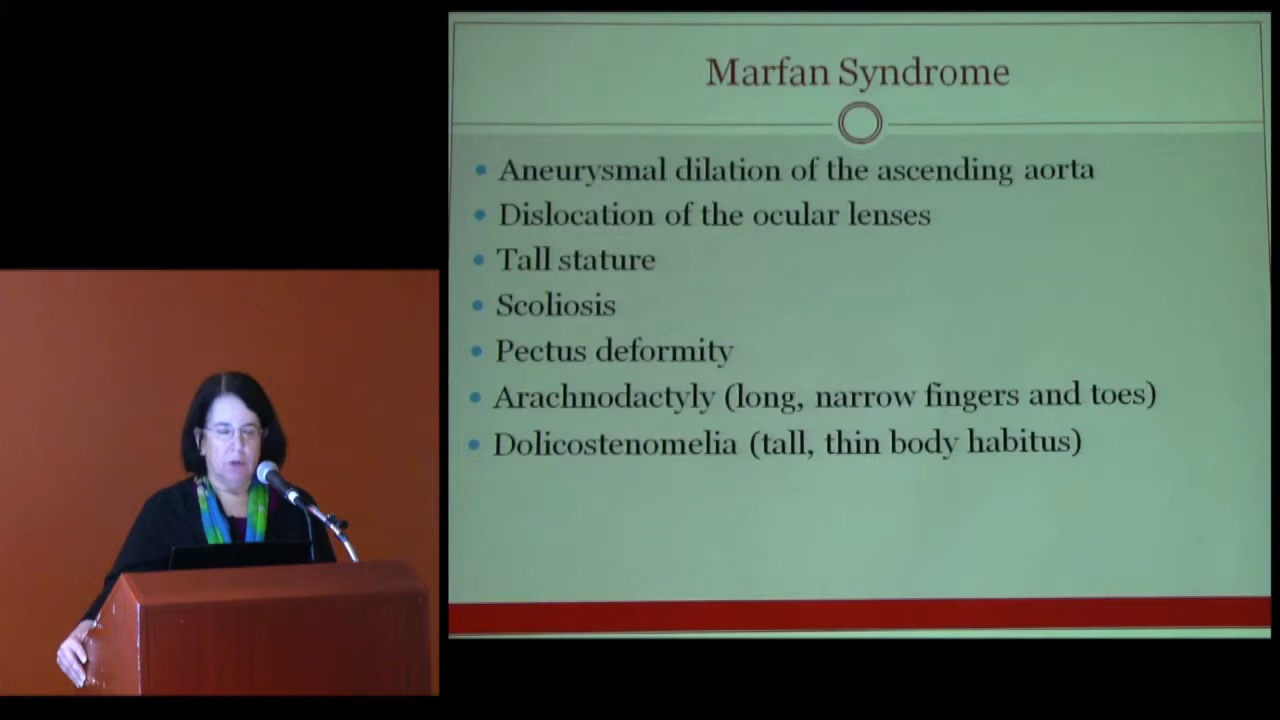 Marfan Syndrome
• Aneurysmal dilation of the ascending aorta
• Dislocation of the ocular lenses
• Tall stature
• Scoliosis
• Pectus deformity
• Arachnodactyly (long, narrow fingers and toes)
• Dolicostenomelia (tall, thin body habitus)